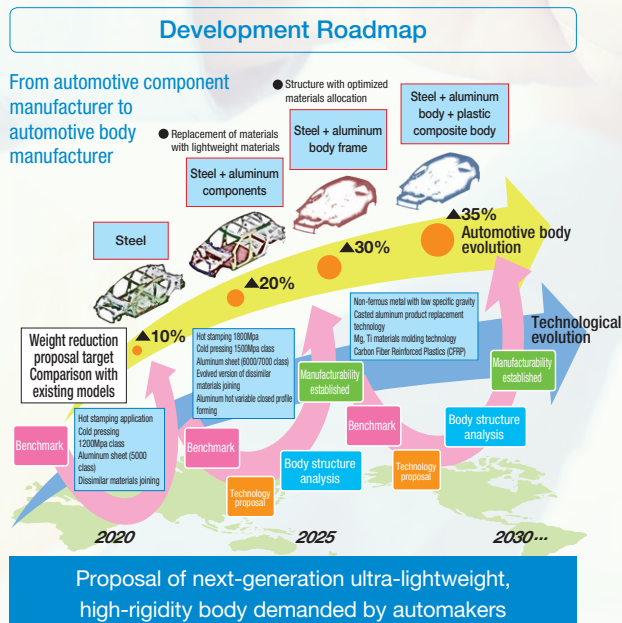 Development Roadmap
From automotive component
manufacturer to
automotive body
manufacturer
● Structure with optimized
materials allocation
● Replacement of materials
with lightweight materials
Steel
Steel + aluminum
components
Steel + aluminum
body frame
Steel + aluminum
body + plastic
composite body
▲10%
▲20%
▲30%
▲35%
Automotive body
evolution
Weight reduction
proposal target
Comparison with
existing models
Technological
evolution
Hot stamping application
Cold pressing
1200Mpa class
Aluminum sheet (5000
class)
Dissimilar materials joining
Hot stamping 1800Mpa
Cold pressing 1500Mpa class
Aluminum sheet (6000/7000 class)
Evolved version of dissimilar
materials joining
Aluminum hot variable closed profile
forming
Non-ferrous metal with low specific gravity
Casted aluminum product replacement
technology
Mg, Ti materials molding technology
Carbon Fiber Reinforced Plastics (CFRP)
Benchmark
Benchmark
Technology
proposal
Body structure
analysis
Manufacturability
established
Benchmark
Technology
proposal
Body structure
analysis
Manufacturability
established
2020
2025
2030···
Proposal of next-generation ultra-lightweight,
high-rigidity body demanded by automakers